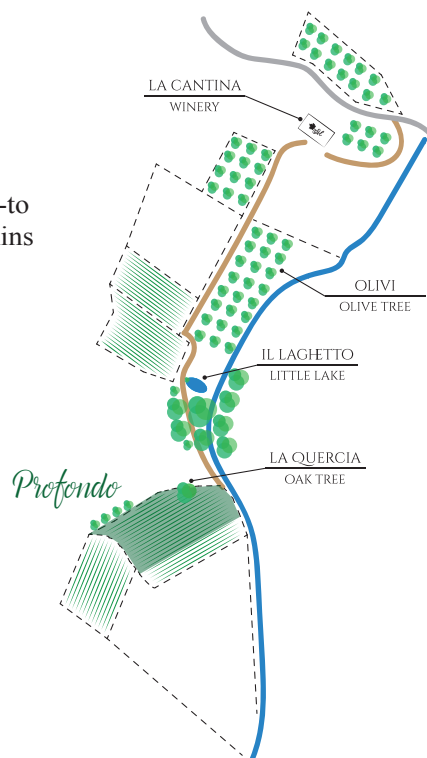 LA CANTINA
WINERY
-to
ins
OLIVI
OLIVE TREE
IL LAGHETTO
LITTLE LAKE
LA QUERCIA
OAK TREE
Profondo